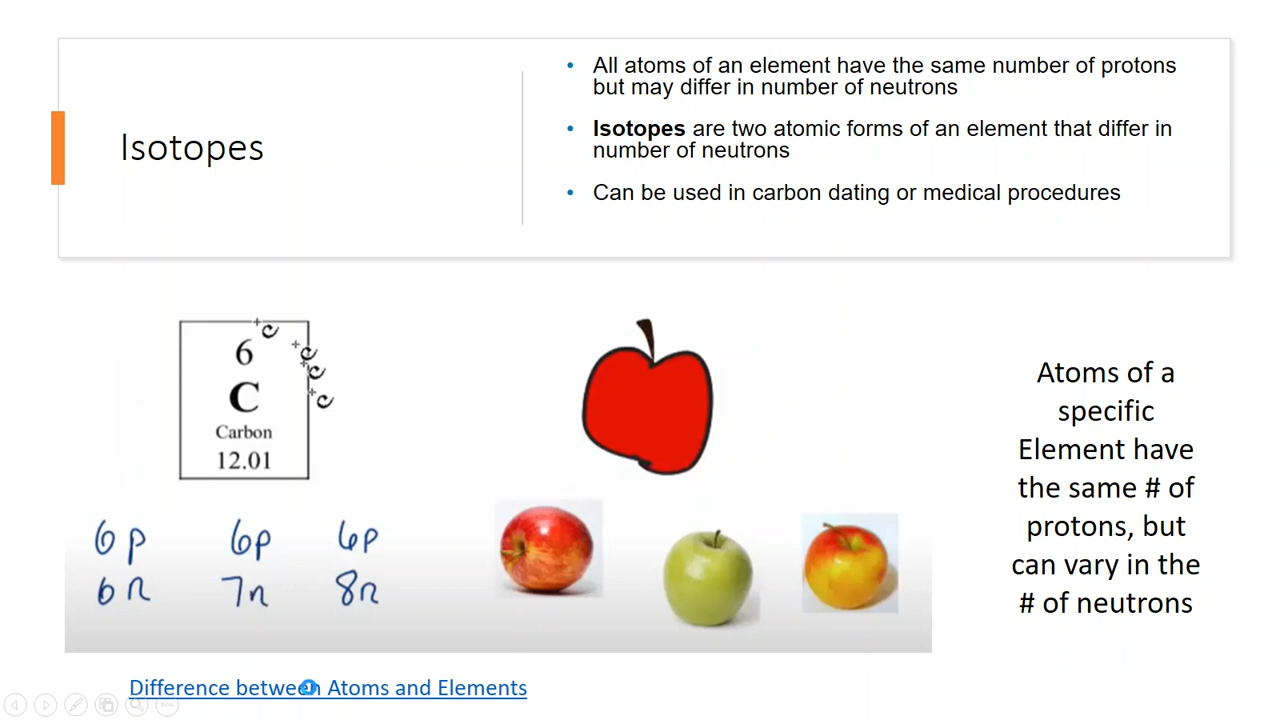 Isotopes
All atoms of an element have the same number of protons
but may differ in number of neutrons
Isotopes are two atomic forms of an element that differ in
number of neutrons
Can be used in carbon dating or medical procedures
6
C
Carbon
12.01
6p 6p 6p
6n 7n 8n
Atoms of a
specific
Element have
the same # of
protons, but
can vary in the
# of neutrons
Difference between Atoms and Elements